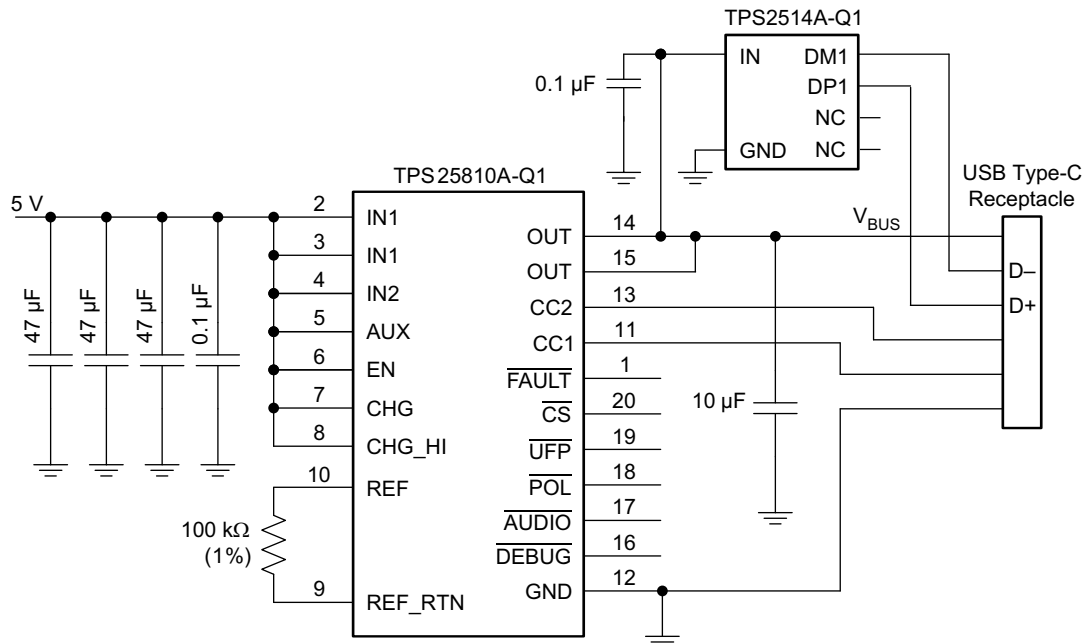 TPS2514A-Q1
IN
DM1
DP1
NC
GND
NC
0.1 µF
USB Type-C
Receptacle
TPS25810A-Q1
5 V
V_BUS
47 µF
47 µF
47 µF
0.1 µF
2
IN1
3
IN1
4
IN2
5
AUX
6
EN
7
CHG
8
CHG_HI
10
REF
9
REF_RTN
100 kΩ
(1%)
OUT
14
OUT
15
CC2
13
CC1
11
FAULT
1
CS
20
UFP
19
POL
18
AUDIO
17
DEBUG
16
GND
12
10 µF
D–
D+